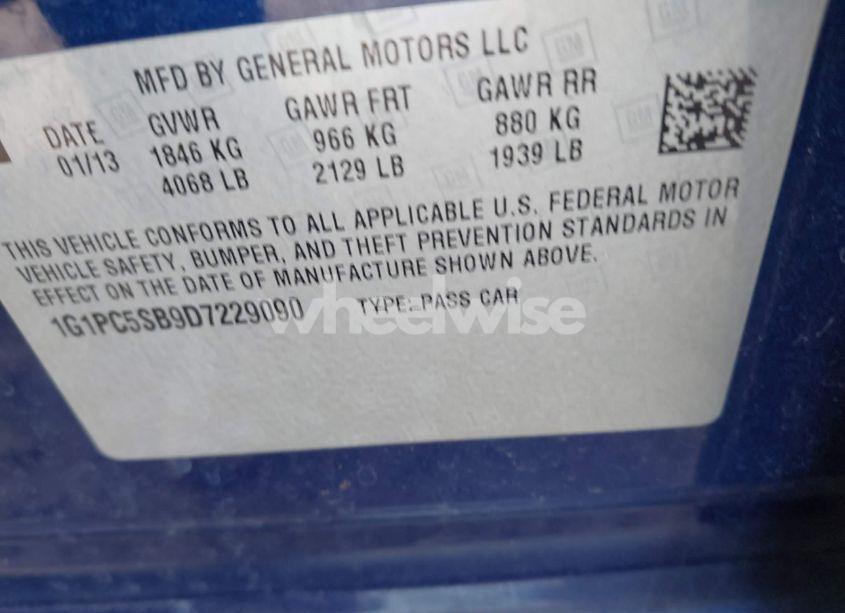 MFD BY GENERAL MOTORS LLC
DATE GVWR GAWR FRT GAWR RR
01/13 1846 KG 966 KG 880 KG
4068 LB 2129 LB 1939 LB
THIS VEHICLE CONFORMS TO ALL APPLICABLE U.S. FEDERAL MOTOR
VEHICLE SAFETY, BUMPER, AND THEFT PREVENTION STANDARDS IN
EFFECT ON THE DATE OF MANUFACTURE SHOWN ABOVE.
1G1PC5SB9D7229090 TYPE: PASS CAR
wheelwise